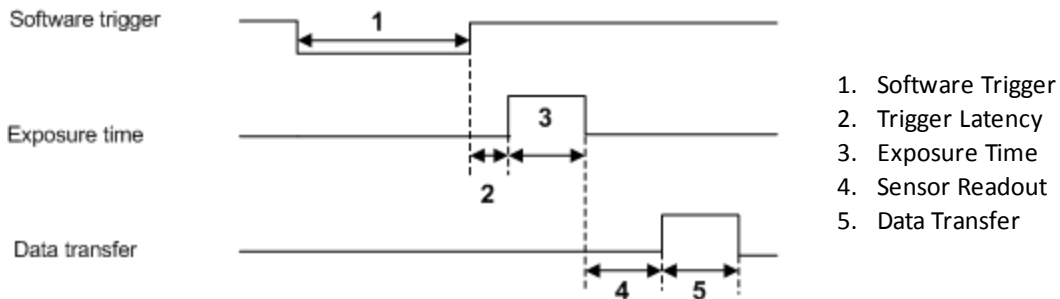 Software trigger
1
Exposure time
3
2
Data transfer
4
5
1. Software Trigger
2. Trigger Latency
3. Exposure Time
4. Sensor Readout
5. Data Transfer